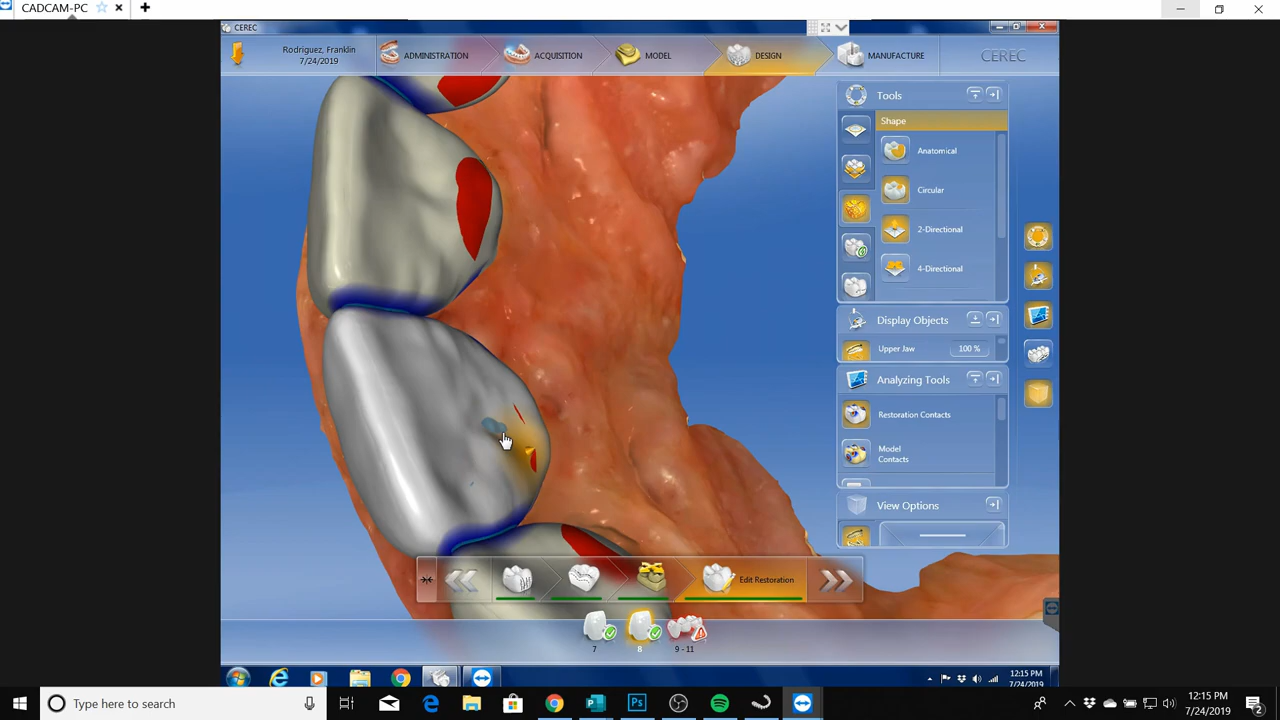 CADCAM-PC
CEREC
Rodriguez, Franklin
7/24/2019
ADMINISTRATION
ACQUISITION
MODEL
DESIGN
MANUFACTURE
CEREC
Tools
Shape
Anatomical
Circular
2-Directional
4-Directional
Display Objects
Upper Jaw
100 %
Analyzing Tools
Restoration Contacts
Model
Contacts
View Options
Edit Restoration
7
8
9 - 11
12:15 PM
7/24/2019
Type here to search
12:15 PM
7/24/2019
2